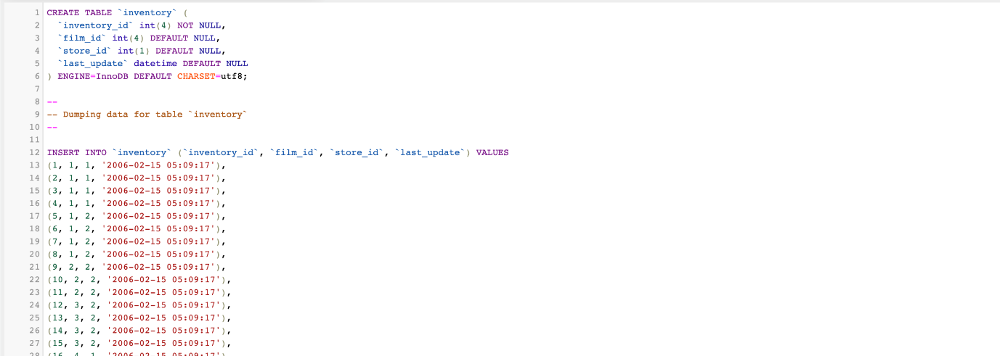 1 CREATE TABLE `inventory` (
2 `inventory_id` int(4) NOT NULL,
3 `film_id` int(4) DEFAULT NULL,
4 `store_id` int(1) DEFAULT NULL,
5 `last_update` datetime DEFAULT NULL
6 ) ENGINE=InnoDB DEFAULT CHARSET=utf8;
7
8 --
9 -- Dumping data for table `inventory`
10 --
11
12 INSERT INTO `inventory` (`inventory_id`, `film_id`, `store_id`, `last_update`) VALUES
13 (1, 1, 1, '2006-02-15 05:09:17'),
14 (2, 1, 1, '2006-02-15 05:09:17'),
15 (3, 1, 1, '2006-02-15 05:09:17'),
16 (4, 1, 1, '2006-02-15 05:09:17'),
17 (5, 1, 2, '2006-02-15 05:09:17'),
18 (6, 1, 2, '2006-02-15 05:09:17'),
19 (7, 1, 2, '2006-02-15 05:09:17'),
20 (8, 1, 2, '2006-02-15 05:09:17'),
21 (9, 2, 2, '2006-02-15 05:09:17'),
22 (10, 2, 2, '2006-02-15 05:09:17'),
23 (11, 2, 2, '2006-02-15 05:09:17'),
24 (12, 3, 2, '2006-02-15 05:09:17'),
25 (13, 3, 2, '2006-02-15 05:09:17'),
26 (14, 3, 2, '2006-02-15 05:09:17'),
27 (15, 3, 2, '2006-02-15 05:09:17'),
28 (16, 4, 1, '2006-02-15 05:09:17'),